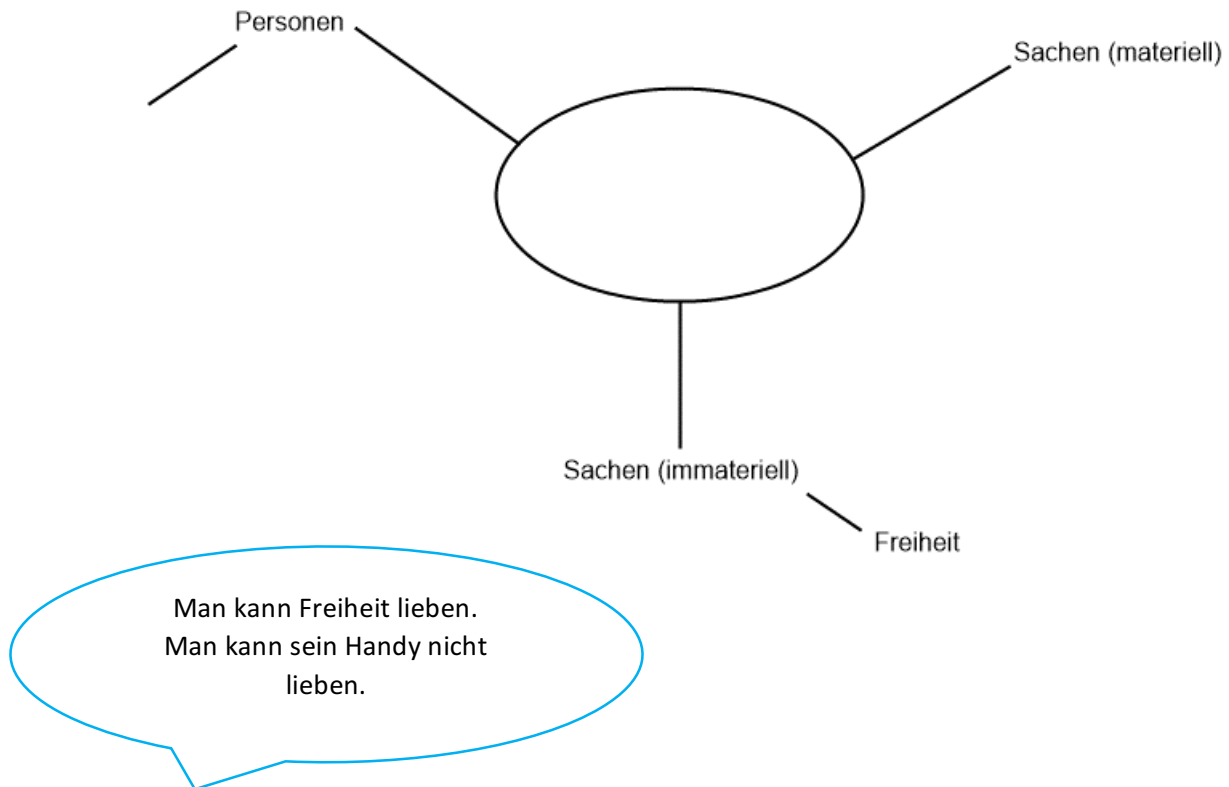 Personen
Sachen (materiell)
Sachen (immateriell)
Freiheit
Man kann Freiheit lieben.
Man kann sein Handy nicht
lieben.